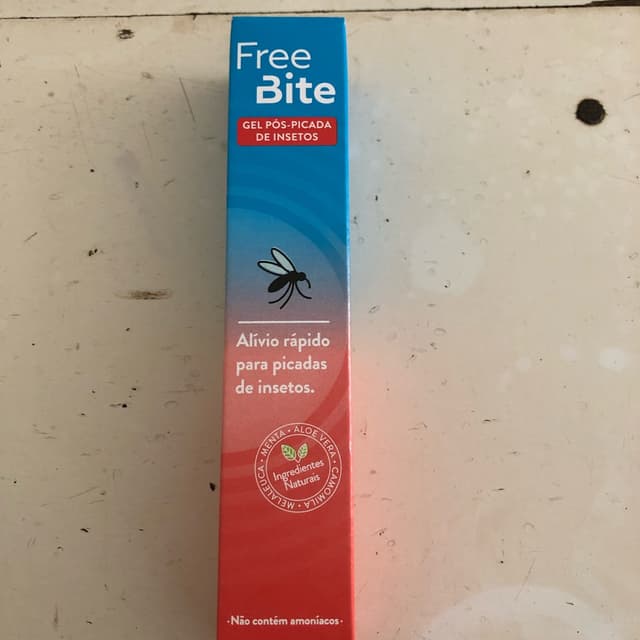 Free
Bite
GEL PÓS-PICADA
DE INSETOS
Alívio rápido
para picadas
de insetos.
MELALEUCA • MENTA • ALOE VERA • CAMOMILA •
Ingredientes
Naturais
•Não contém amoníacos•